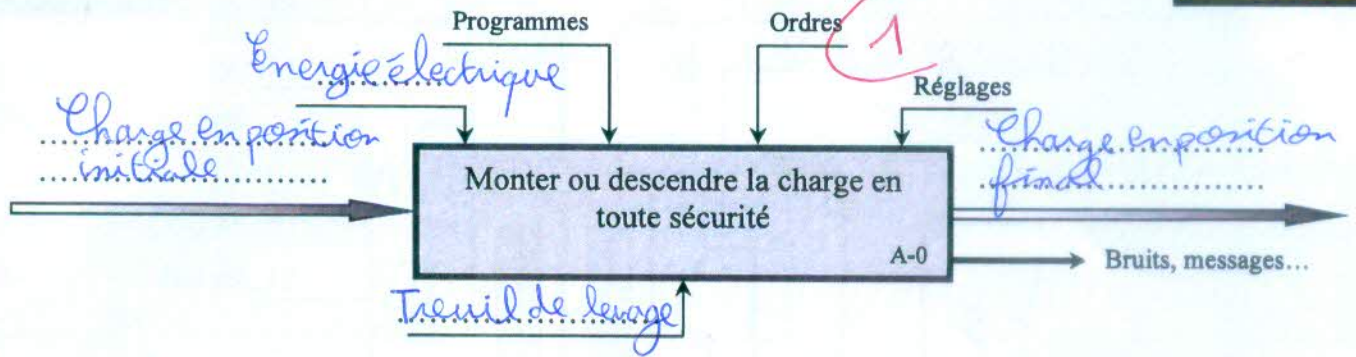 Programmes
Ordres
1
Energie électrique
Réglages
Charge en position
initiale
Charge en position
final
Monter ou descendre la charge en
toute sécurité
A-0
Bruits, messages...
Treuil de levage